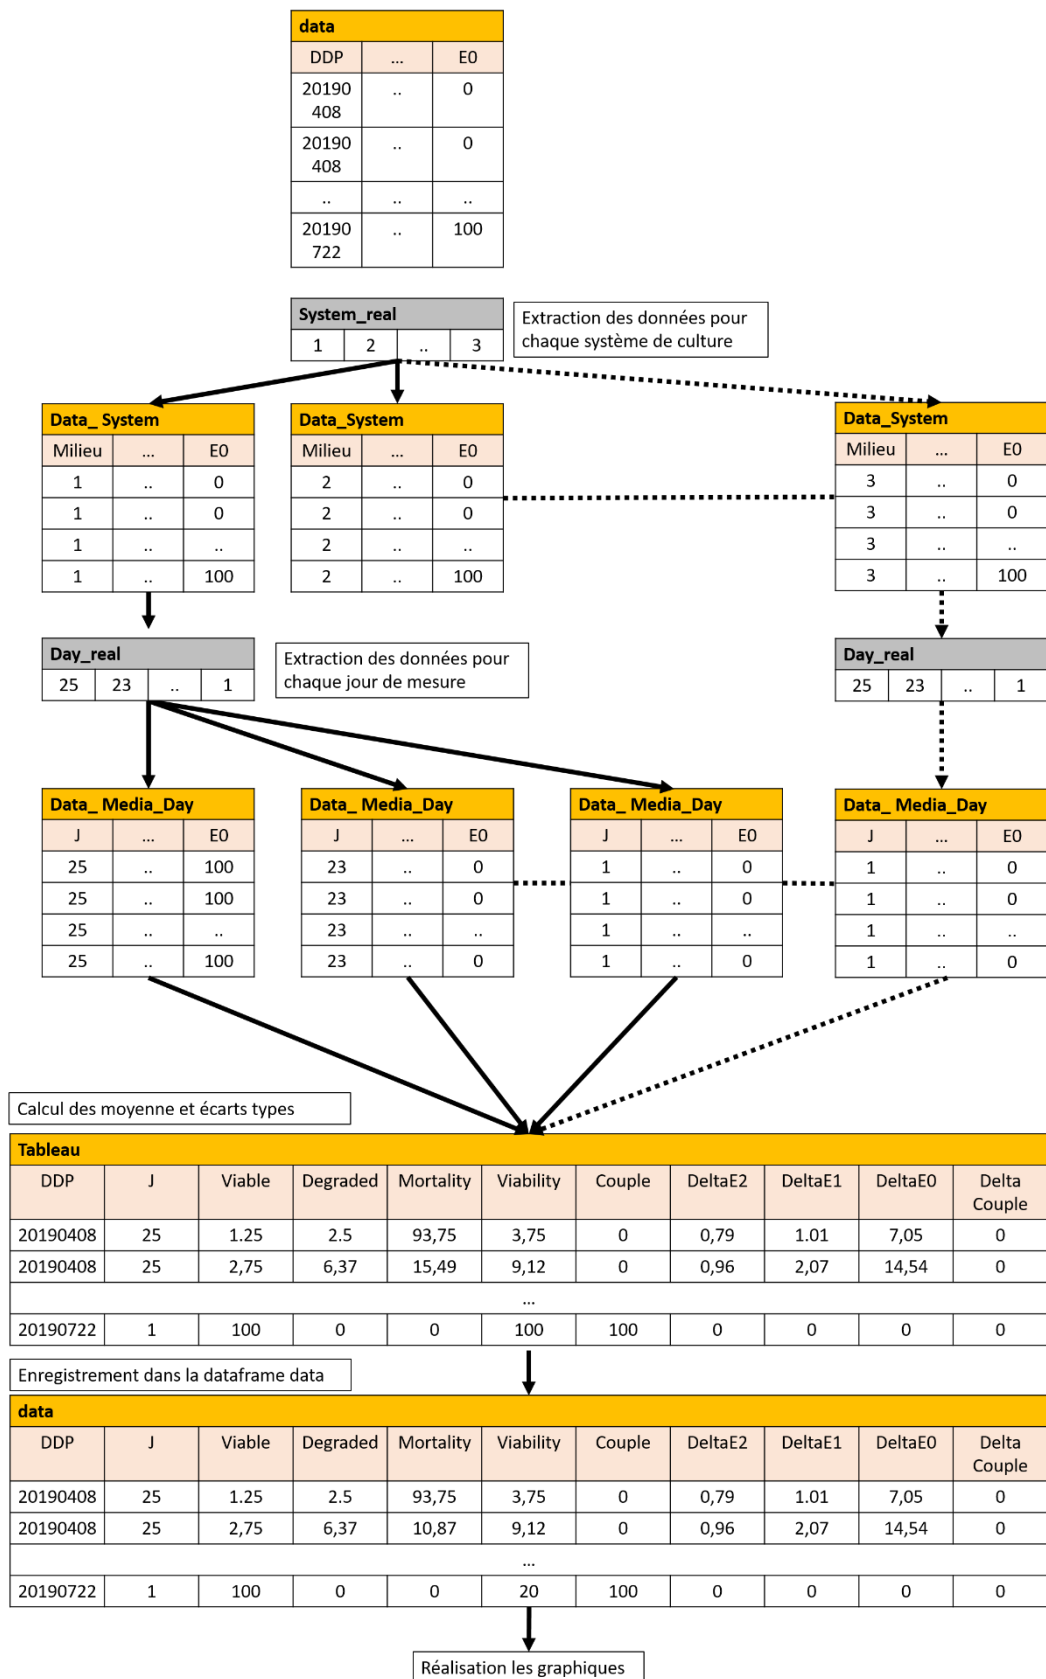 data
DDP ... E0
20190
408 .. 0
20190
408 .. 0
.. .. ..
20190
722 .. 100
System_real
1 2 .. 3
Extraction des données pour
chaque système de culture
Data_ System
Milieu ... E0
1 .. 0
1 .. 0
1 .. ..
1 .. 100
Data_System
Milieu ... E0
2 .. 0
2 .. 0
2 .. ..
2 .. 100
Data_System
Milieu ... E0
3 .. 0
3 .. 0
3 .. ..
3 .. 100
Day_real
25 23 .. 1
Extraction des données pour
chaque jour de mesure
Day_real
25 23 .. 1
Data_ Media_Day
J ... E0
25 .. 100
25 .. 100
25 .. ..
25 .. 100
Data_ Media_Day
J ... E0
23 .. 0
23 .. 0
23 .. ..
23 .. 0
Data_ Media_Day
J ... E0
1 .. 0
1 .. 0
1 .. ..
1 .. 0
Data_ Media_Day
J ... E0
1 .. 0
1 .. 0
1 .. ..
1 .. 0
Calcul des moyenne et écarts types
Tableau
DDP J Viable Degraded Mortality Viability Couple DeltaE2 DeltaE1 DeltaE0 Delta
Couple
20190408 25 1.25 2.5 93,75 3,75 0 0,79 1.01 7,05 0
20190408 25 2,75 6,37 15,49 9,12 0 0,96 2,07 14,54 0
...
20190722 1 100 0 0 100 100 0 0 0 0
Enregistrement dans la dataframe data
data
DDP J Viable Degraded Mortality Viability Couple DeltaE2 DeltaE1 DeltaE0 Delta
Couple
20190408 25 1.25 2.5 93,75 3,75 0 0,79 1.01 7,05 0
20190408 25 2,75 6,37 10,87 9,12 0 0,96 2,07 14,54 0
...
20190722 1 100 0 0 20 100 0 0 0 0
Réalisation les graphiques